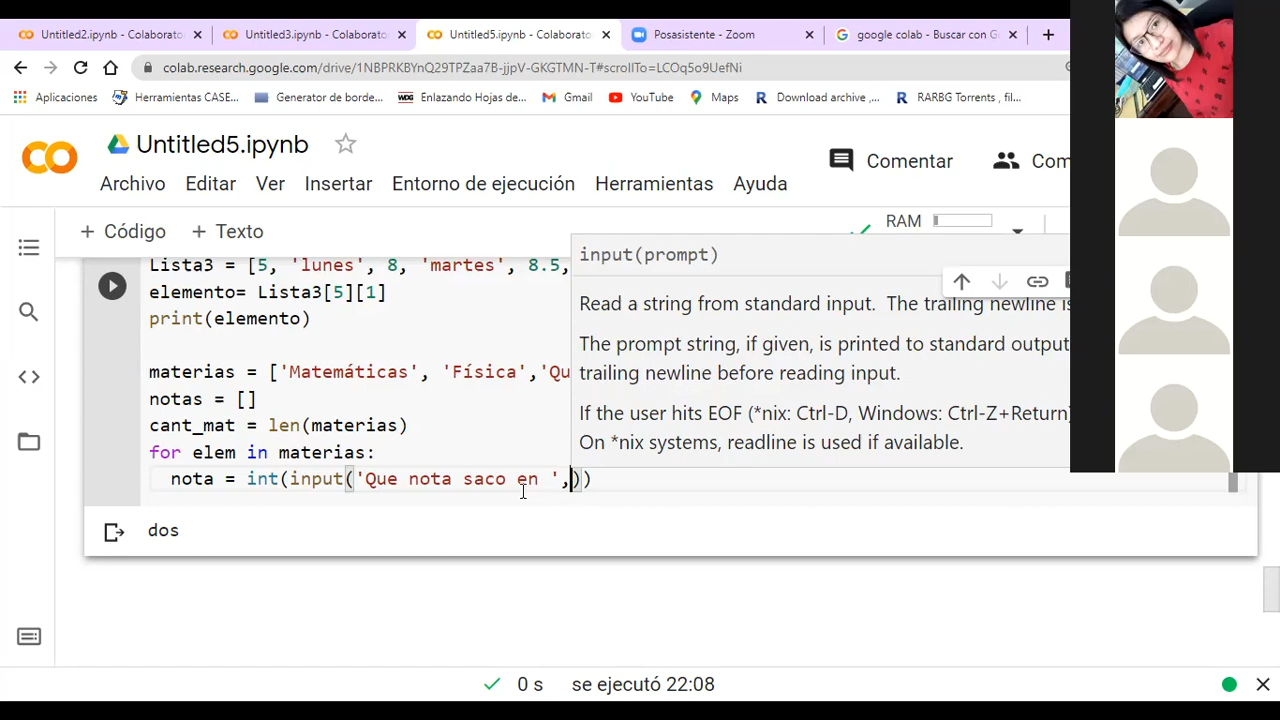 Untitled2.ipynb - Colaborato
Untitled3.ipynb - Colaborato
Untitled5.ipynb - Colaborato
Posasistente - Zoom
google colab - Buscar con G
colab.research.google.com/drive/1NBPRKBPnQ29TPZaa7B-jjpV-GKGTMN-T#scrollTo=LCOq5o9UefNi
Aplicaciones
Herramientas CASE...
Generador de borde...
Enlazando Hojas de...
Gmail
YouTube
Maps
Download archive ,...
RARBG Torrents , fil...
Untitled5.ipynb
Comentar
Com
Archivo Editar Ver Insertar Entorno de ejecución Herramientas Ayuda
+ Código + Texto
RAM
Lista3 = [5, 'lunes', 8, 'martes', 8.5,
elemento= Lista3[5][1]
print(elemento)
materias = ['Matemáticas', 'Física','Qu
notas = []
cant_mat = len(materias)
for elem in materias:
nota = int(input('Que nota saco en ',))
input(prompt)
Read a string from standard input. The trailing newline is
The prompt string, if given, is printed to standard output
trailing newline before reading input.
If the user hits EOF (*nix: Ctrl-D, Windows: Ctrl-Z+Return)
On *nix systems, readline is used if available.
dos
0 s se ejecutó 22:08